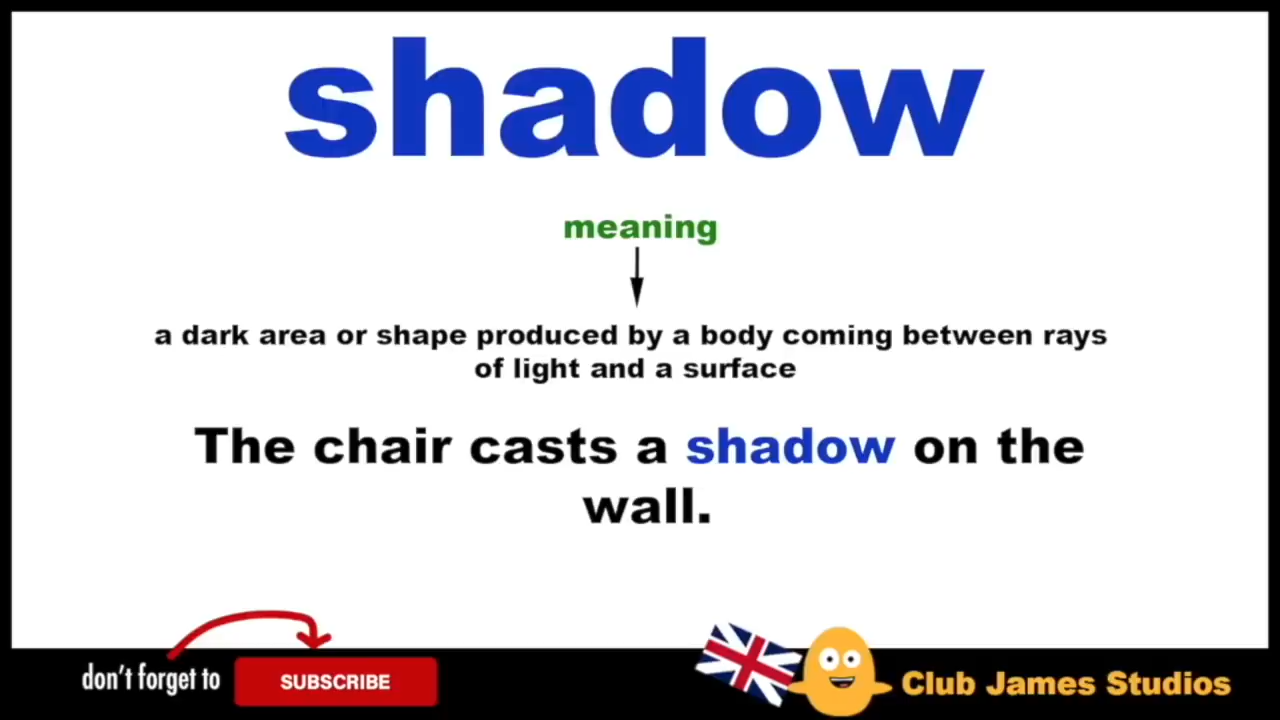 shadow
meaning
a dark area or shape produced by a body coming between rays
of light and a surface
The chair casts a shadow on the
wall.
don't forget to SUBSCRIBE
Club James Studios